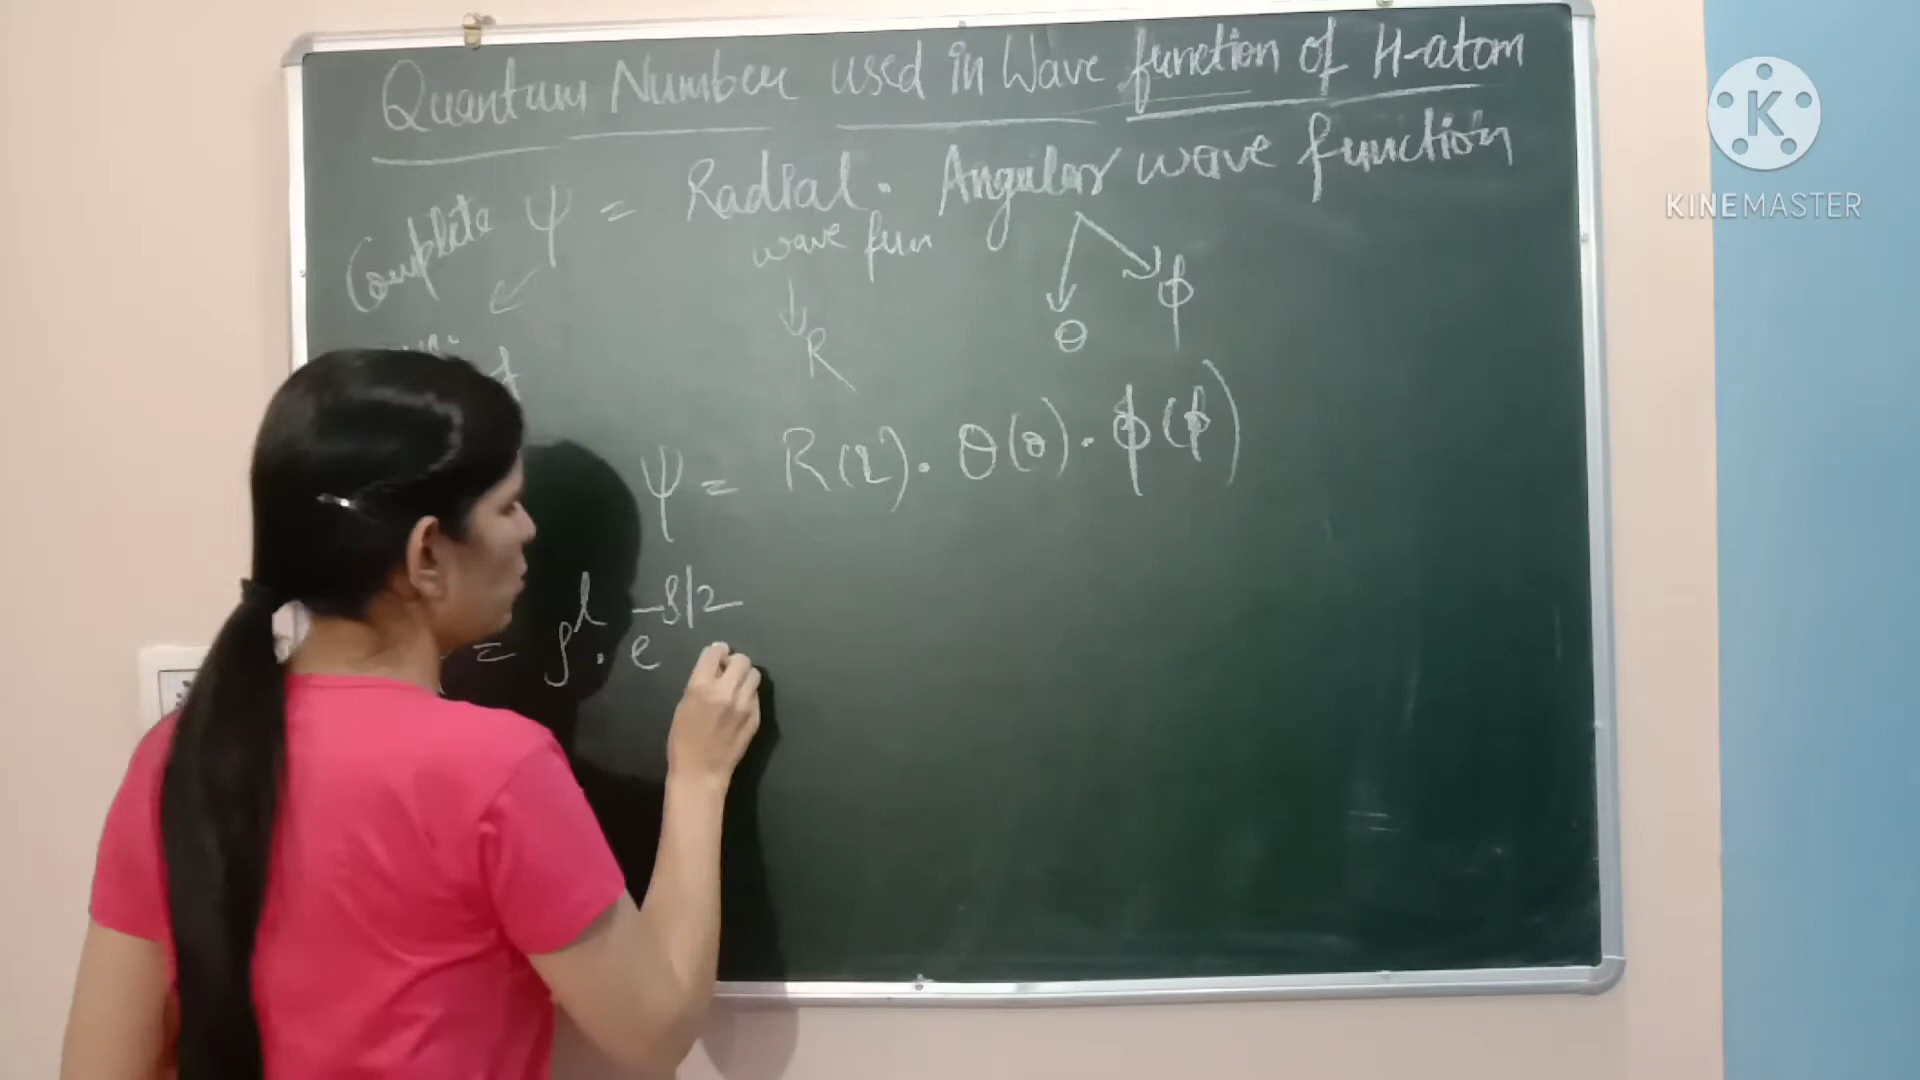 Quantum Number used in Wave function of H-atom
Complete ψ = Radial . Angular wave function
wave fun
R
θ
ϕ
ψ = R(r) . θ(θ) . ϕ(ϕ)
= ρ^l . e^-ρ/2
K
KINEMASTER